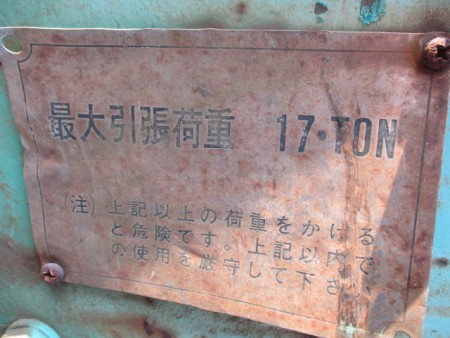 最大引張荷重 17・TON
(注) 上記以上の荷重をかける
と危険です。上記以内で
の使用を厳守して下さい